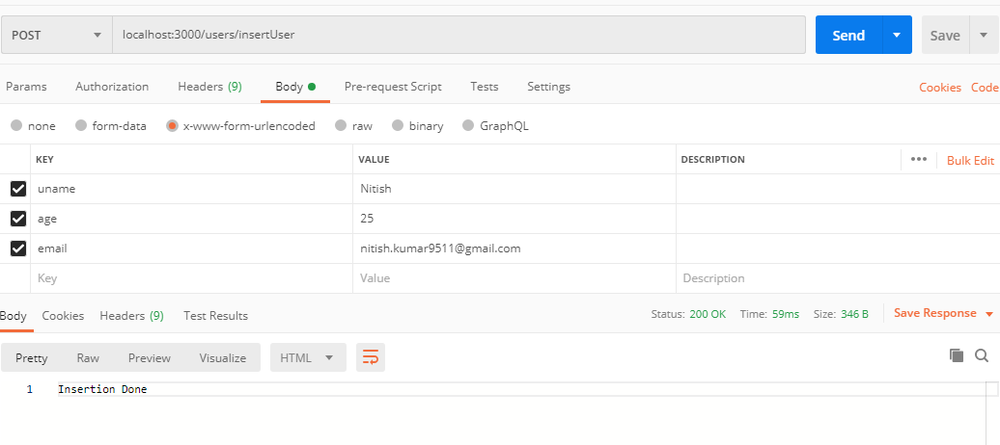 POST localhost:3000/users/insertUser Send Save
Params Authorization Headers (9) Body Pre-request Script Tests Settings Cookies Code
none form-data x-www-form-urlencoded raw binary GraphQL
KEY VALUE DESCRIPTION ••• Bulk Edit
uname Nitish
age 25
email nitish.kumar9511@gmail.com
Key Value Description
Body Cookies Headers (9) Test Results Status: 200 OK Time: 59ms Size: 346 B Save Response
Pretty Raw Preview Visualize HTML
1 Insertion Done